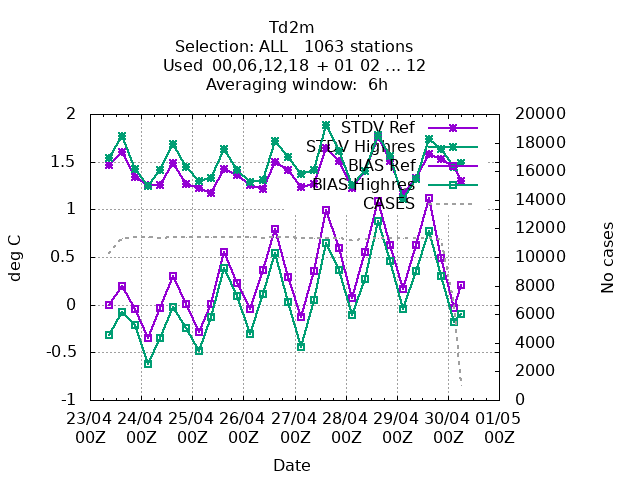 Td2m
Selection: ALL   1063 stations
Used  00,06,12,18  + 01 02 ... 12
Averaging window:  6h
STDV Ref
STDV Highres
BIAS Ref
BIAS Highres
CASES
2
1.5
1
0.5
0
-0.5
-1
deg C
20000
18000
16000
14000
12000
10000
8000
6000
4000
2000
0
No cases
23/04 24/04 25/04 26/04 27/04 28/04 29/04 30/04 01/05
00Z 00Z 00Z 00Z 00Z 00Z 00Z 00Z 00Z
Date